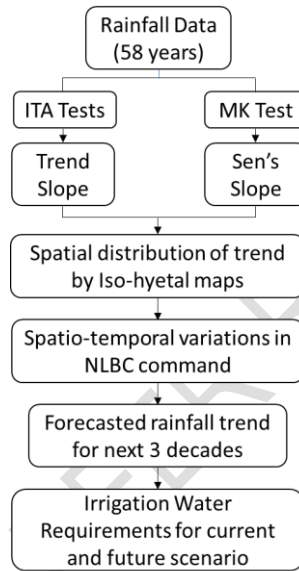 Rainfall Data
(58 years)
ITA Tests
MK Test
Trend
Slope
Sen's
Slope
Spatial distribution of trend
by Iso-hyetal maps
Spatio-temporal variations in
NLBC command
Forecasted rainfall trend
for next 3 decades
Irrigation Water
Requirements for current
and future scenario